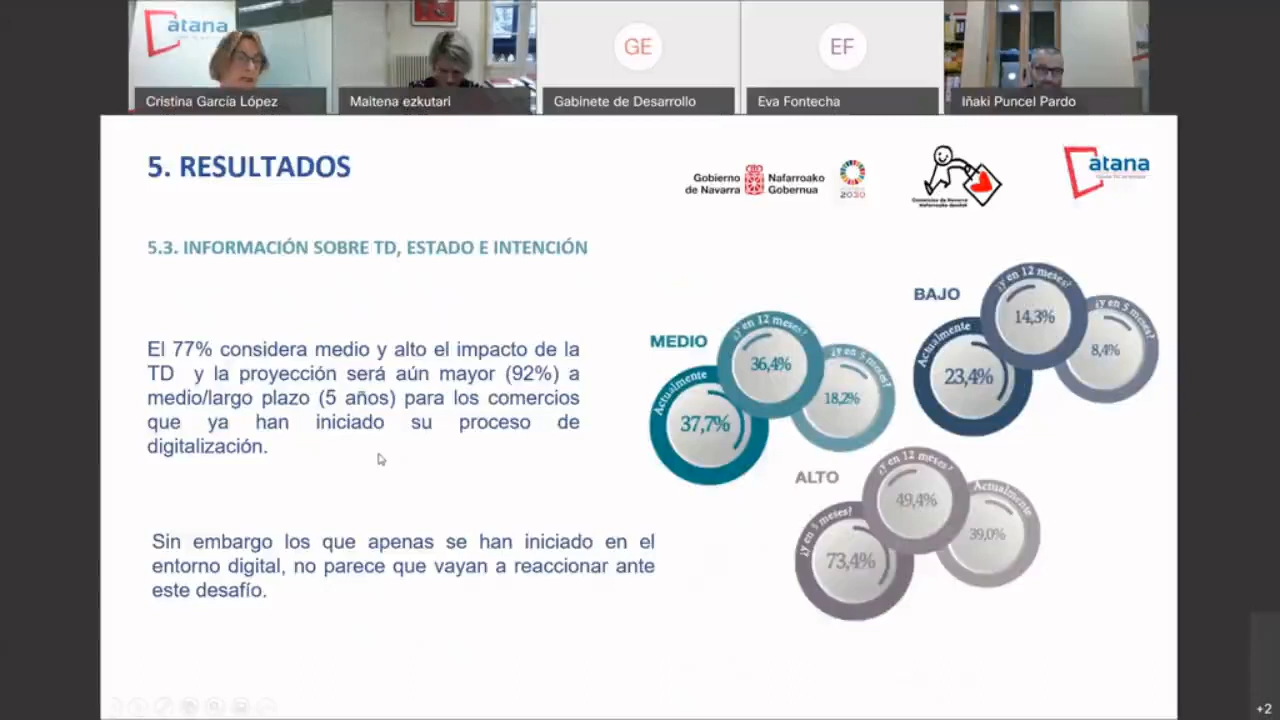 atana
Cristina García López
Maitena ezkutari
GE
Gabinete de Desarrollo
EF
Eva Fontecha
Iñaki Puncel Pardo
5. RESULTADOS
Gobierno
de Navarra
Nafarroako
Gobernua
2030
atana
5.3. INFORMACIÓN SOBRE TD, ESTADO E INTENCIÓN
El 77% considera medio y alto el impacto de la
TD y la proyección será aún mayor (92%) a
medio/largo plazo (5 años) para los comercios
que ya han iniciado su proceso de
digitalización.
Sin embargo los que apenas se han iniciado en el
entorno digital, no parece que vayan a reaccionar ante
este desafío.
MEDIO
Actualmente
37,7%
¿Y en 12 meses?
36,4%
¿Y en 5 meses?
18,2%
BAJO
Actualmente
23,4%
¿Y en 12 meses?
14,3%
¿Y en 5 meses?
8,4%
ALTO
¿Y en 5 meses?
73,4%
¿Y en 12 meses?
49,4%
Actualmente
39,0%
+2